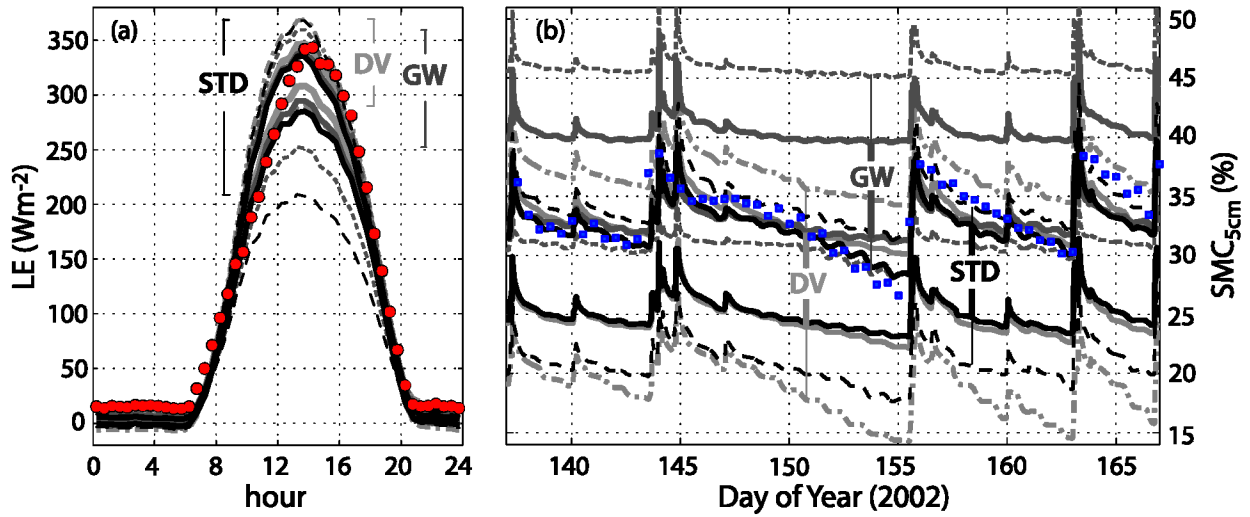 (a)
LE (Wm-2)
350
300
250
200
150
100
50
0
STD
DV
GW
0 4 8 12 16 20 24
hour
(b)
GW
DV
STD
140 145 150 155 160 165
Day of Year (2002)
50
45
40
35
30
25
20
15
SMC5cm (%)